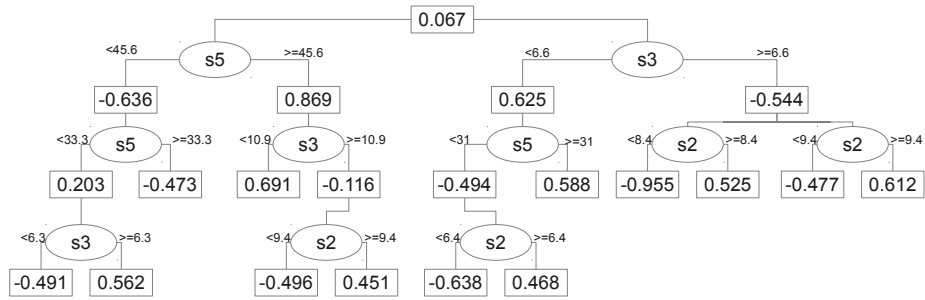 0.067
<45.6 s5 >=45.6 <6.6 s3 >=6.6
-0.636 0.869 0.625 -0.544
<33.3 s5 >=33.3 <10.9 s3 >=10.9 <31 s5 >=31 <8.4 s2 >=8.4 <9.4 s2 >=9.4
0.203 -0.473 0.691 -0.116 -0.494 0.588 -0.955 0.525 -0.477 0.612
<6.3 s3 >=6.3 <9.4 s2 >=9.4 <6.4 s2 >=6.4
-0.491 0.562 -0.496 0.451 -0.638 0.468